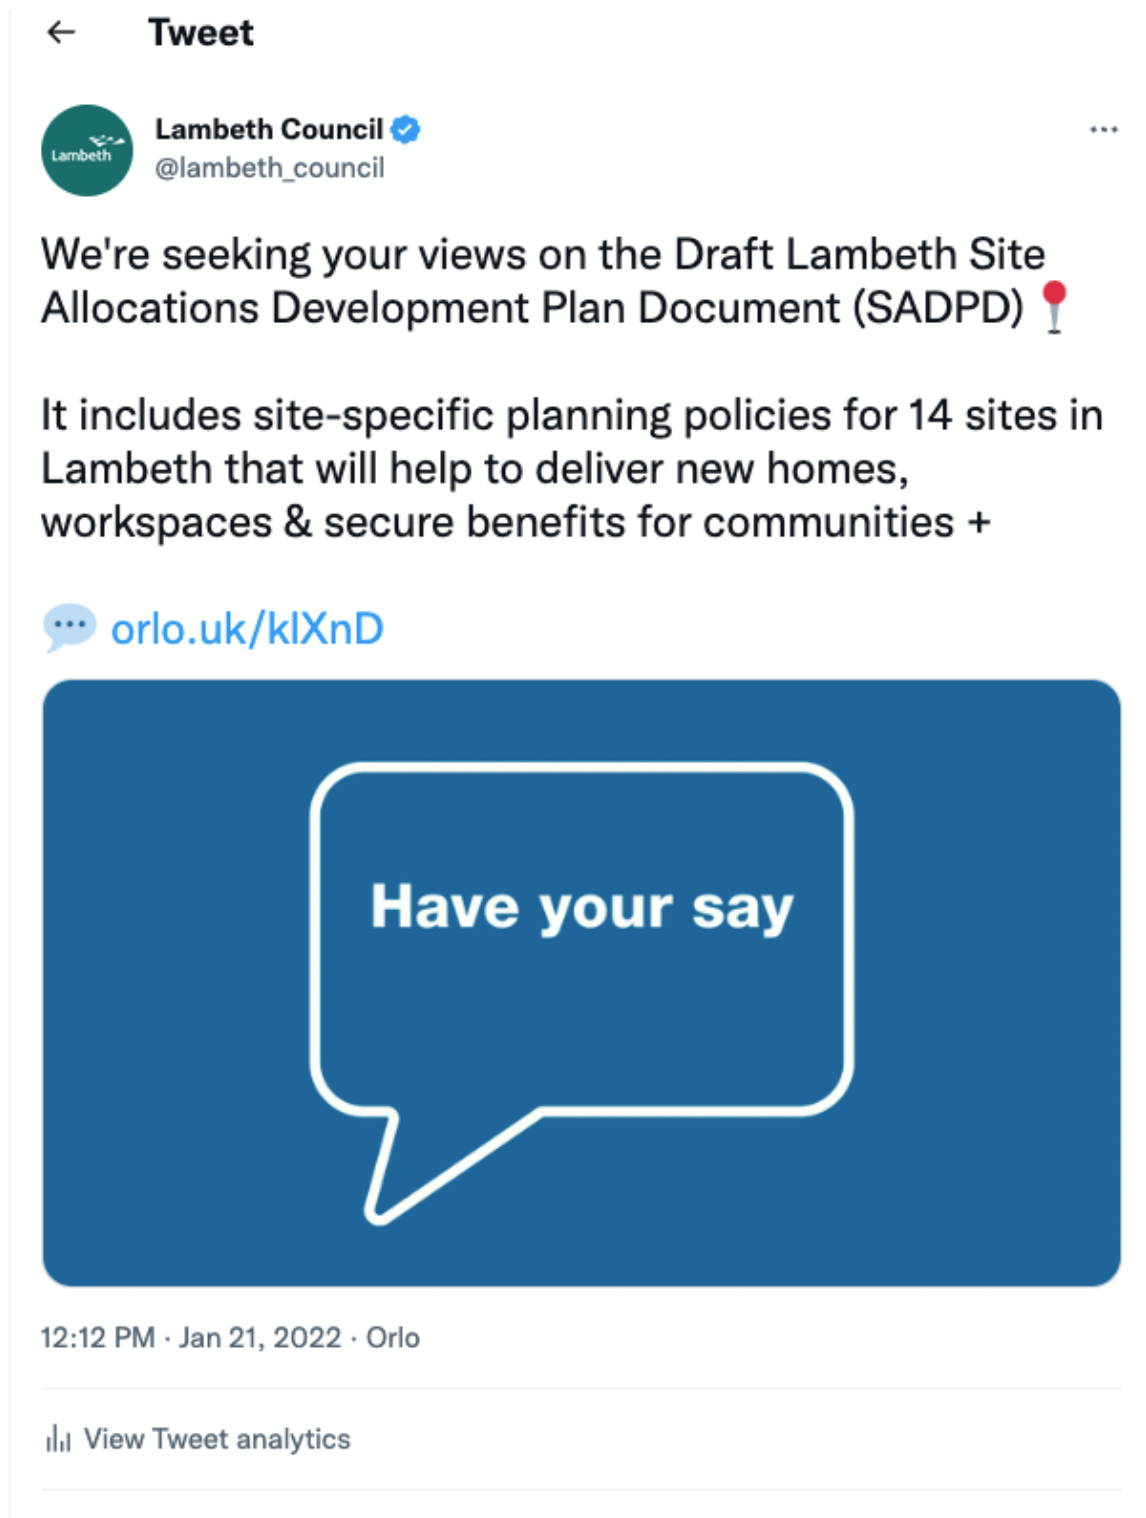 ← Tweet
Lambeth
Lambeth Council
@lambeth_council
We're seeking your views on the Draft Lambeth Site
Allocations Development Plan Document (SADPD) 📍
It includes site-specific planning policies for 14 sites in
Lambeth that will help to deliver new homes,
workspaces & secure benefits for communities +
💬 orlo.uk/klXnD
Have your say
12:12 PM · Jan 21, 2022 · Orlo
View Tweet analytics